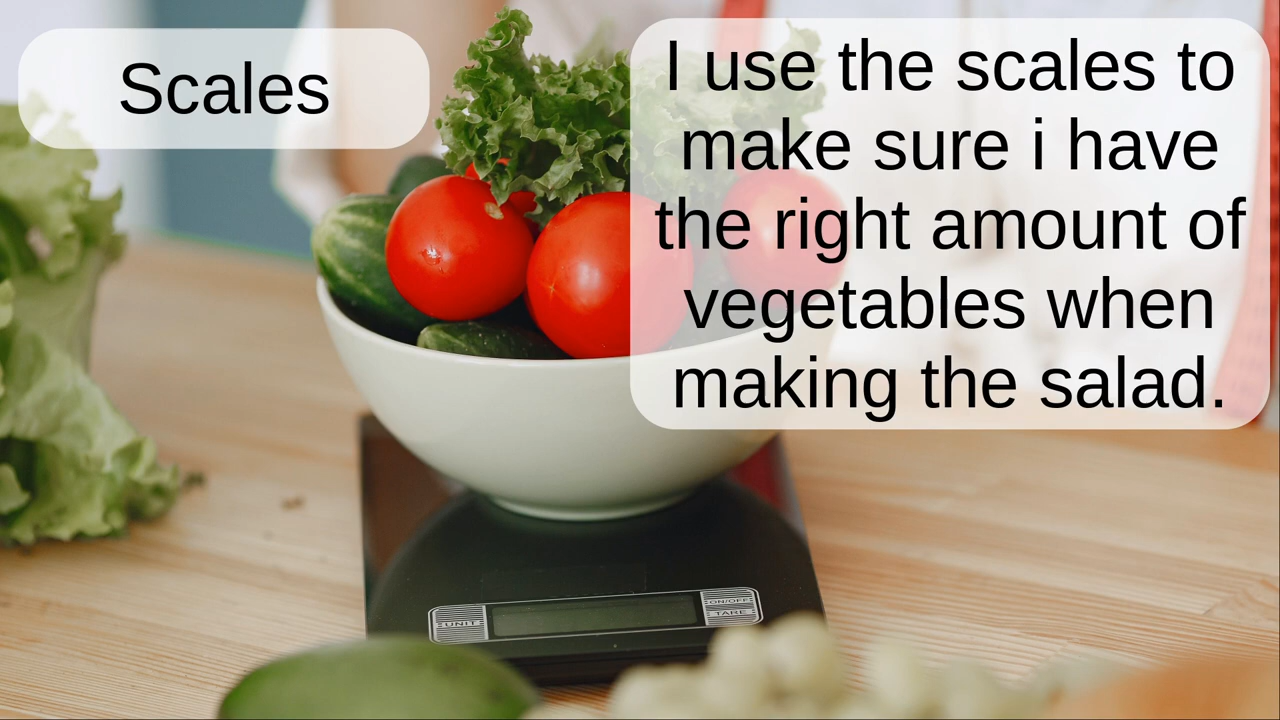 Scales
I use the scales to
make sure i have
the right amount of
vegetables when
making the salad.
UNIT
ON/OFF
TARE